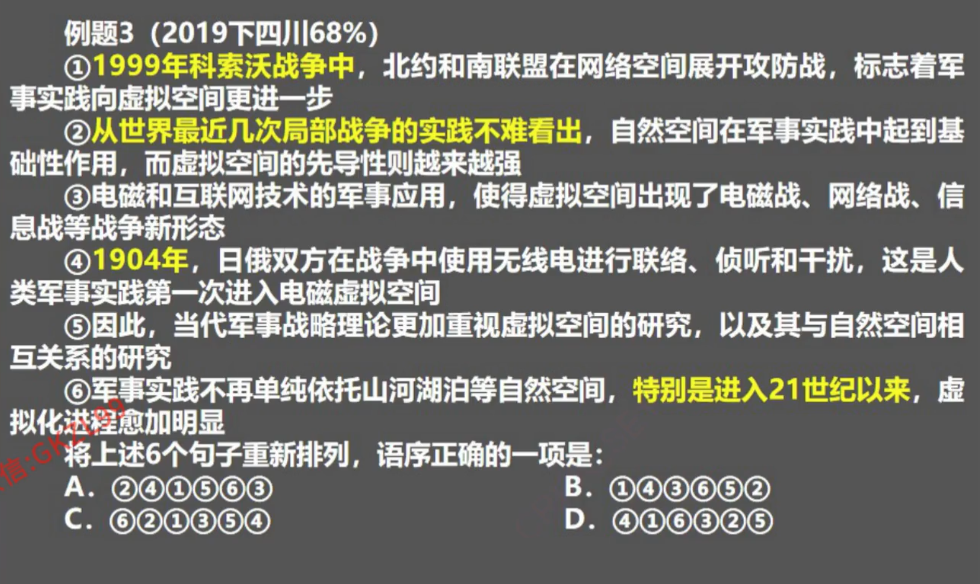 例题3（2019下四川68%）
①1999年科索沃战争中，北约和南联盟在网络空间展开攻防战，标志着军
事实践向虚拟空间更进一步
②从世界最近几次局部战争的实践不难看出，自然空间在军事实践中起到基
础性作用，而虚拟空间的先导性则越来越强
③电磁和互联网技术的军事应用，使得虚拟空间出现了电磁战、网络战、信
息战等战争新形态
④1904年，日俄双方在战争中使用无线电进行联络、侦听和干扰，这是人
类军事实践第一次进入电磁虚拟空间
⑤因此，当代军事战略理论更加重视虚拟空间的研究，以及其与自然空间相
互关系的研究
⑥军事实践不再单纯依托山河湖泊等自然空间，特别是进入21世纪以来，虚
拟化进程愈加明显
将上述6个句子重新排列，语序正确的一项是：
A．②④①⑤⑥③
B．①④③⑥⑤②
C．⑥②①③⑤④
D．④①⑥③②⑤
信:GKZL99